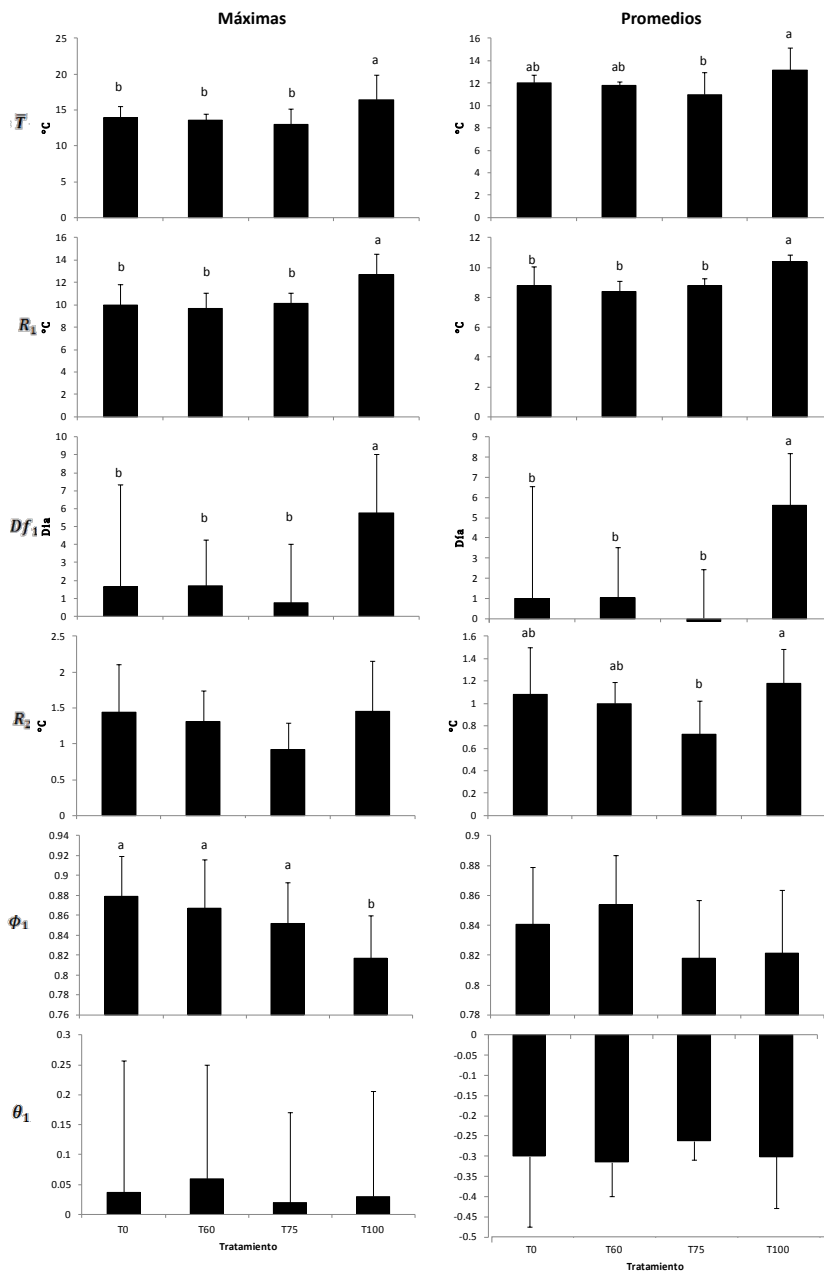 Máximas
Promedios
T̄
°C
25
20
15
10
5
0
b
b
b
a
°C
16
14
12
10
8
6
4
2
0
ab
ab
b
a
R₁
°C
16
14
12
10
8
6
4
2
0
b
b
b
a
°C
12
10
8
6
4
2
0
b
b
b
a
Df₁
Día
10
9
8
7
6
5
4
3
2
1
0
b
b
b
a
Día
9
8
7
6
5
4
3
2
1
0
b
b
b
a
R₂
°C
2.5
2
1.5
1
0.5
0
°C
1.6
1.4
1.2
1
0.8
0.6
0.4
0.2
0
ab
ab
b
a
ϕ₁
0.94
0.92
0.9
0.88
0.86
0.84
0.82
0.8
0.78
0.76
a
a
a
b
0.9
0.88
0.86
0.84
0.82
0.8
0.78
θ₁
0.3
0.25
0.2
0.15
0.1
0.05
0
T0 T60 T75 T100
Tratamiento
0
-0.05
-0.1
-0.15
-0.2
-0.25
-0.3
-0.35
-0.4
-0.45
-0.5
T0 T60 T75 T100
Tratamiento